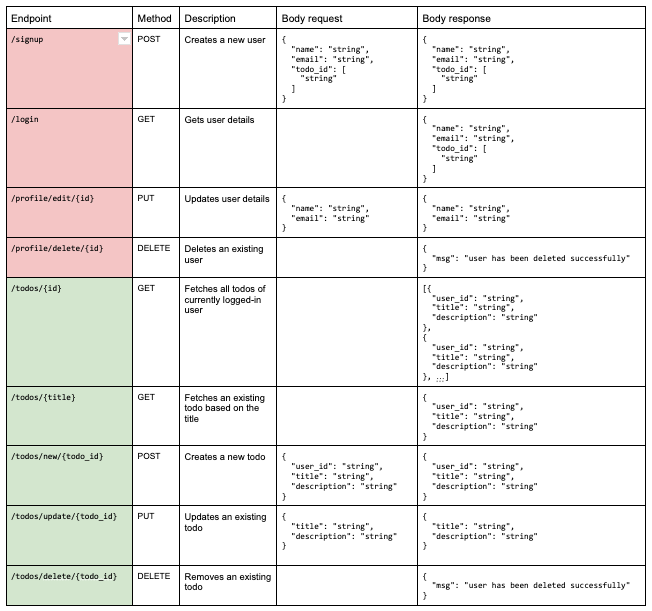 Endpoint Method Description Body request Body response
/signup POST Creates a new user
{
"name": "string",
"email": "string",
"todo_id": [
"string"
]
}
{
"name": "string",
"email": "string",
"todo_id": [
"string"
]
}
/login GET Gets user details
{
"name": "string",
"email": "string",
"todo_id": [
"string"
]
}
/profile/edit/{id} PUT Updates user details
{
"name": "string",
"email": "string"
}
{
"name": "string",
"email": "string"
}
/profile/delete/{id} DELETE Deletes an existing
user
{
"msg": "user has been deleted successfully"
}
/todos/{id} GET Fetches all todos of
currently logged-in
user
[{
"user_id": "string",
"title": "string",
"description": "string"
},
{
"user_id": "string",
"title": "string",
"description": "string"
}, ...]
/todos/{title} GET Fetches an existing
todo based on the
title
{
"user_id": "string",
"title": "string",
"description": "string"
}
/todos/new/{todo_id} POST Creates a new todo
{
"user_id": "string",
"title": "string",
"description": "string"
}
{
"user_id": "string",
"title": "string",
"description": "string"
}
/todos/update/{todo_id} PUT Updates an existing
todo
{
"title": "string",
"description": "string"
}
{
"title": "string",
"description": "string"
}
/todos/delete/{todo_id} DELETE Removes an existing
todo
{
"msg": "user has been deleted successfully"
}